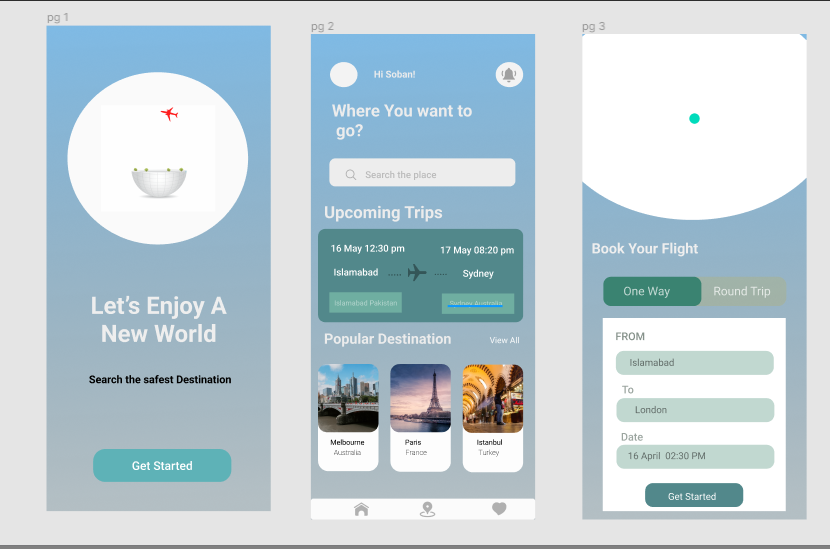 pg 1
Let's Enjoy A
New World
Search the safest Destination
Get Started
pg 2
Hi Soban!
Where You want to
go?
Search the place
Upcoming Trips
16 May 12:30 pm
17 May 08:20 pm
Islamabad
Sydney
Islamabad Pakistan
Sydney Australia
Popular Destination
View All
Melbourne
Australia
Paris
France
Istanbul
Turkey
pg 3
Book Your Flight
One Way
Round Trip
FROM
Islamabad
To
London
Date
16 April 02:30 PM
Get Started